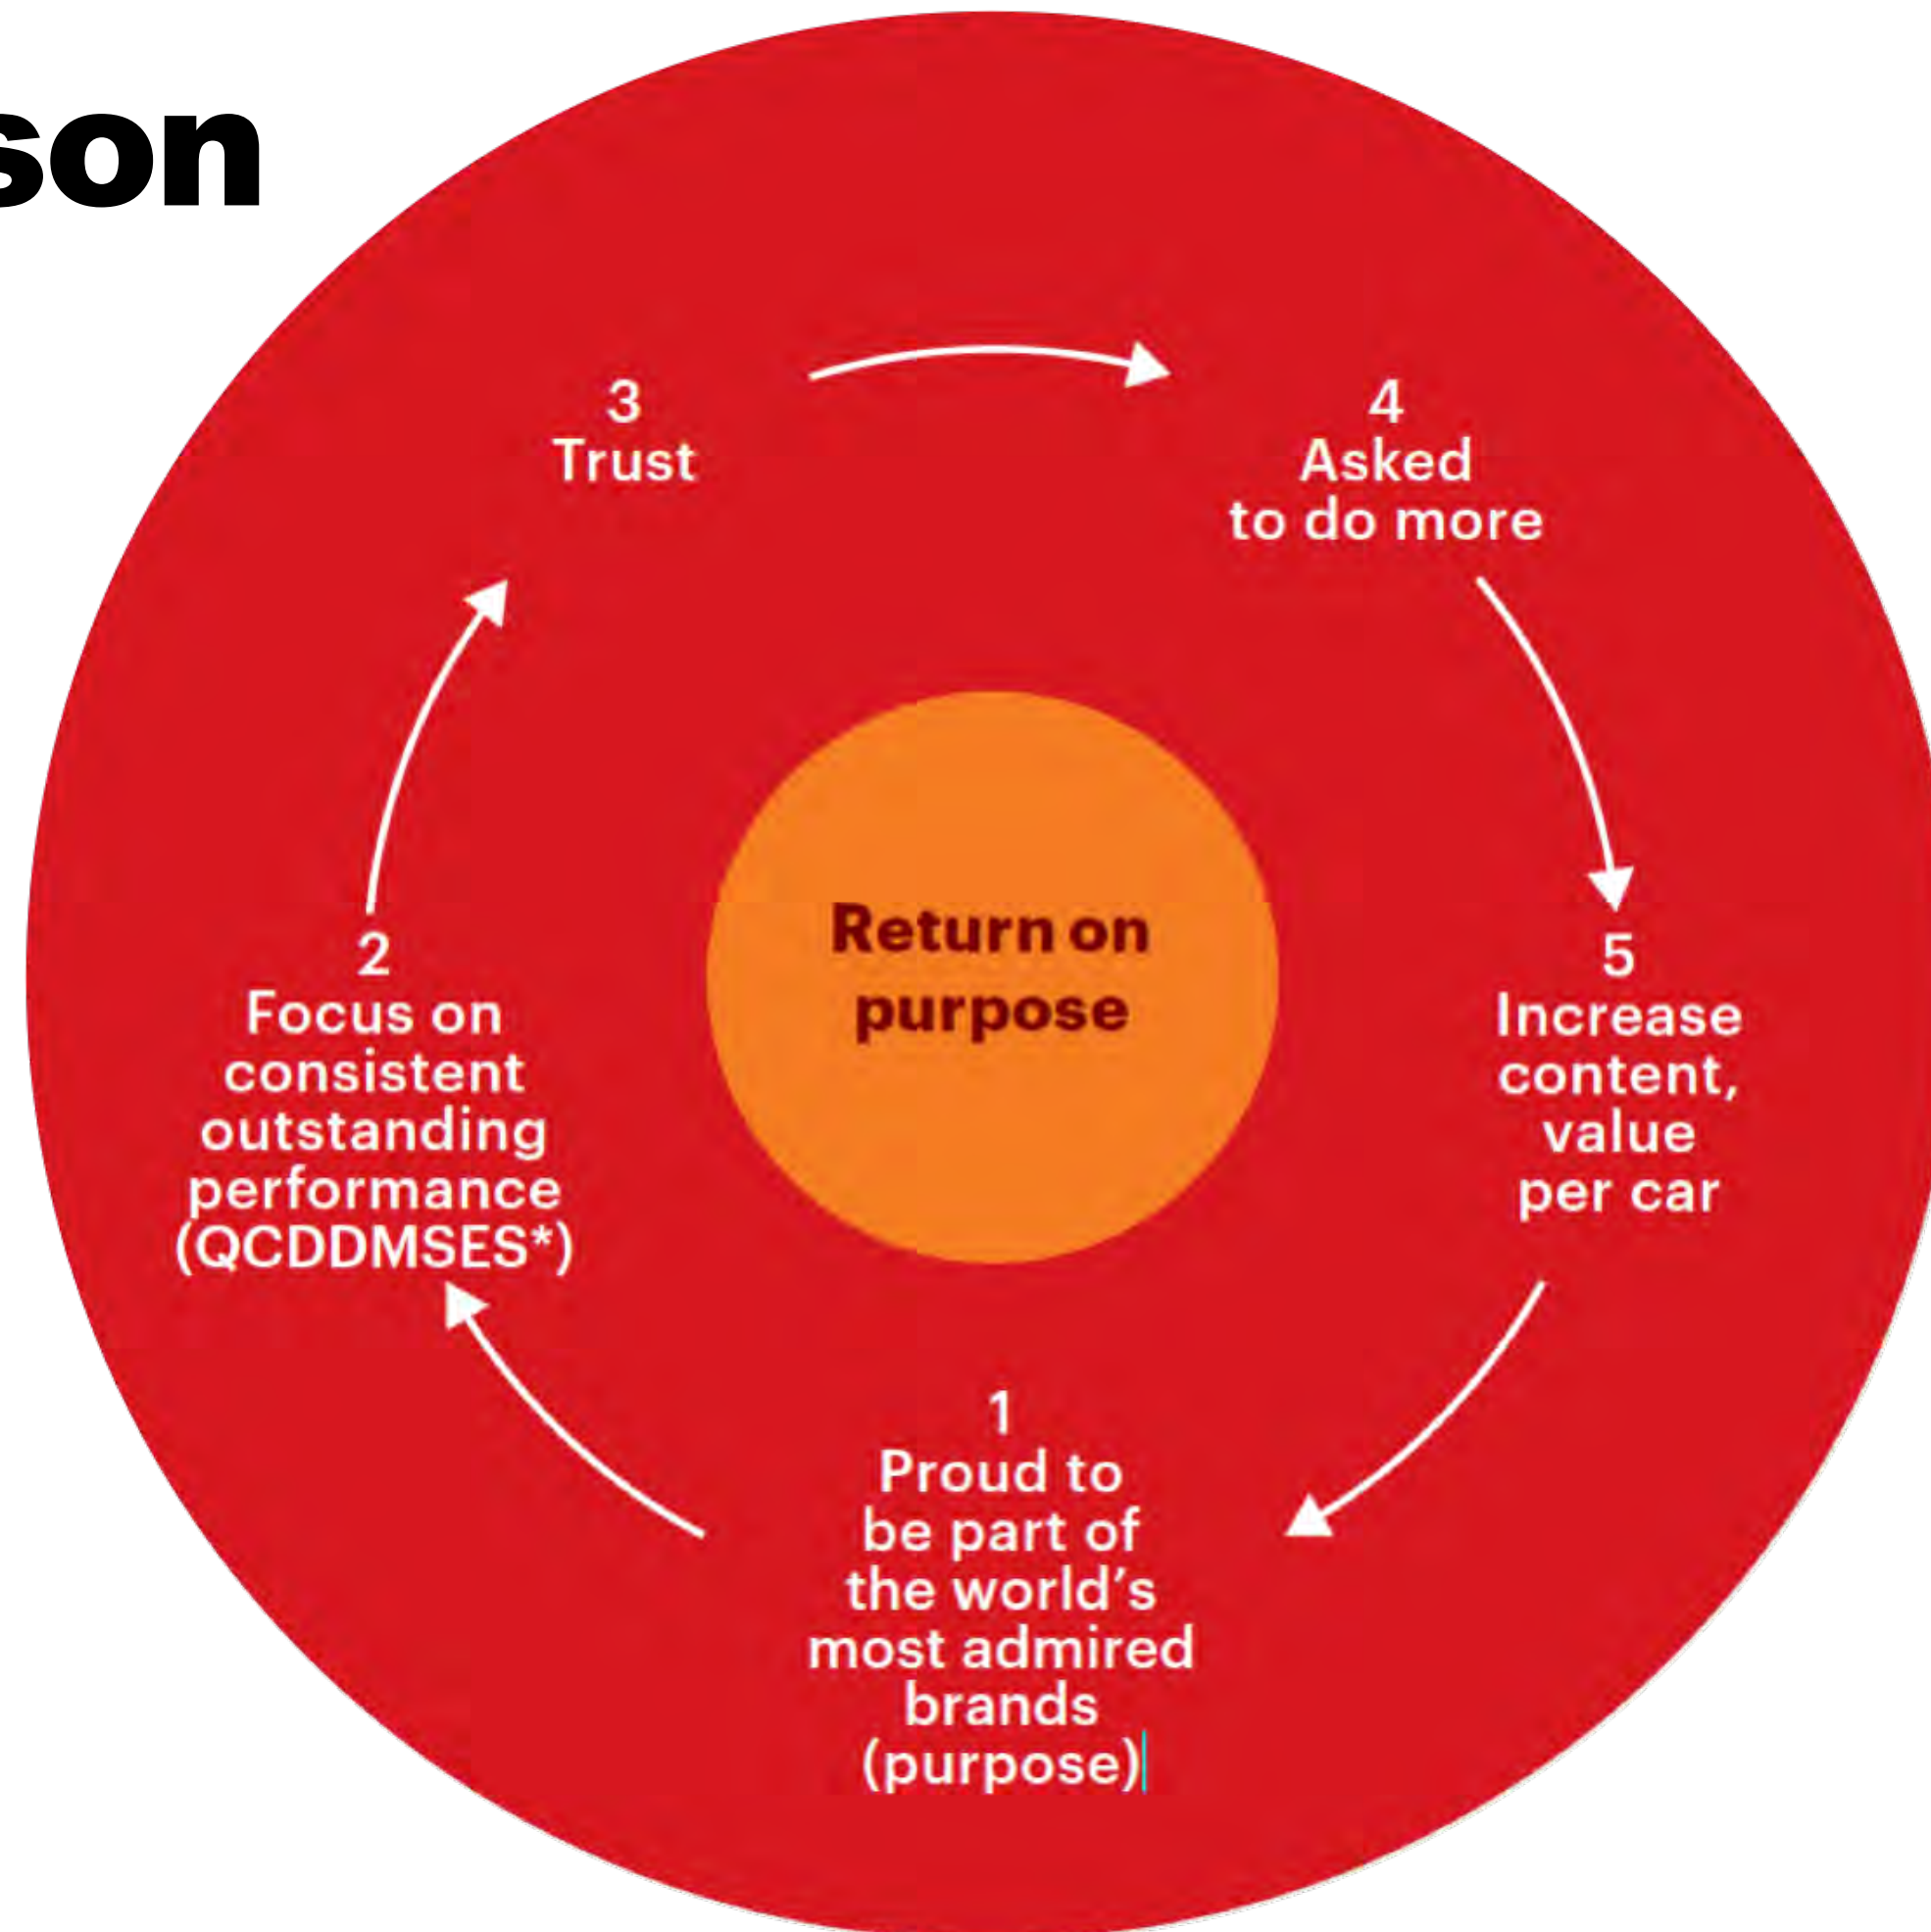 son
3
Trust
4
Asked
to do more
Return on
purpose
2
Focus on
consistent
outstanding
performance
(QCDDMSES*)
5
Increase
content,
value
per car
1
Proud to
be part of
the world’s
most admired
brands
(purpose)